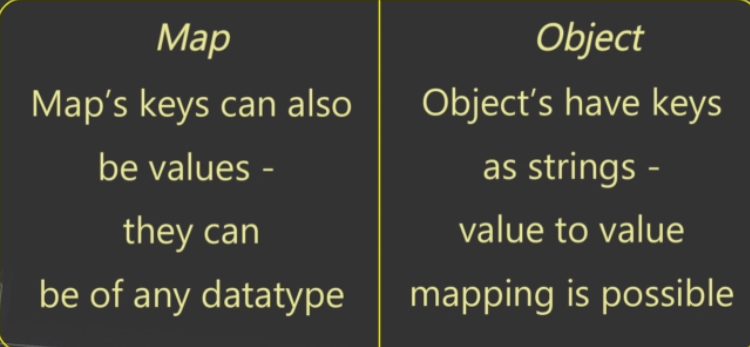 Map
Map's keys can also
be values -
they can
be of any datatype
Object
Object's have keys
as strings -
value to value
mapping is possible